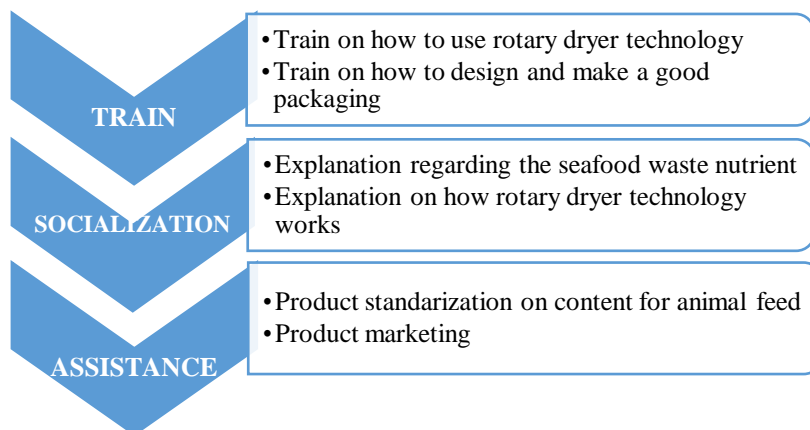 TRAIN
•Train on how to use rotary dryer technology
•Train on how to design and make a good
packaging
SOCIALIZATION
•Explanation regarding the seafood waste nutrient
•Explanation on how rotary dryer technology
works
ASSISTANCE
•Product standarization on content for animal feed
•Product marketing